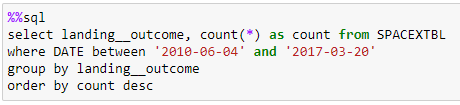 %%sql
select landing__outcome, count(*) as count from SPACEXTBL
where DATE between '2010-06-04' and '2017-03-20'
group by landing__outcome
order by count desc